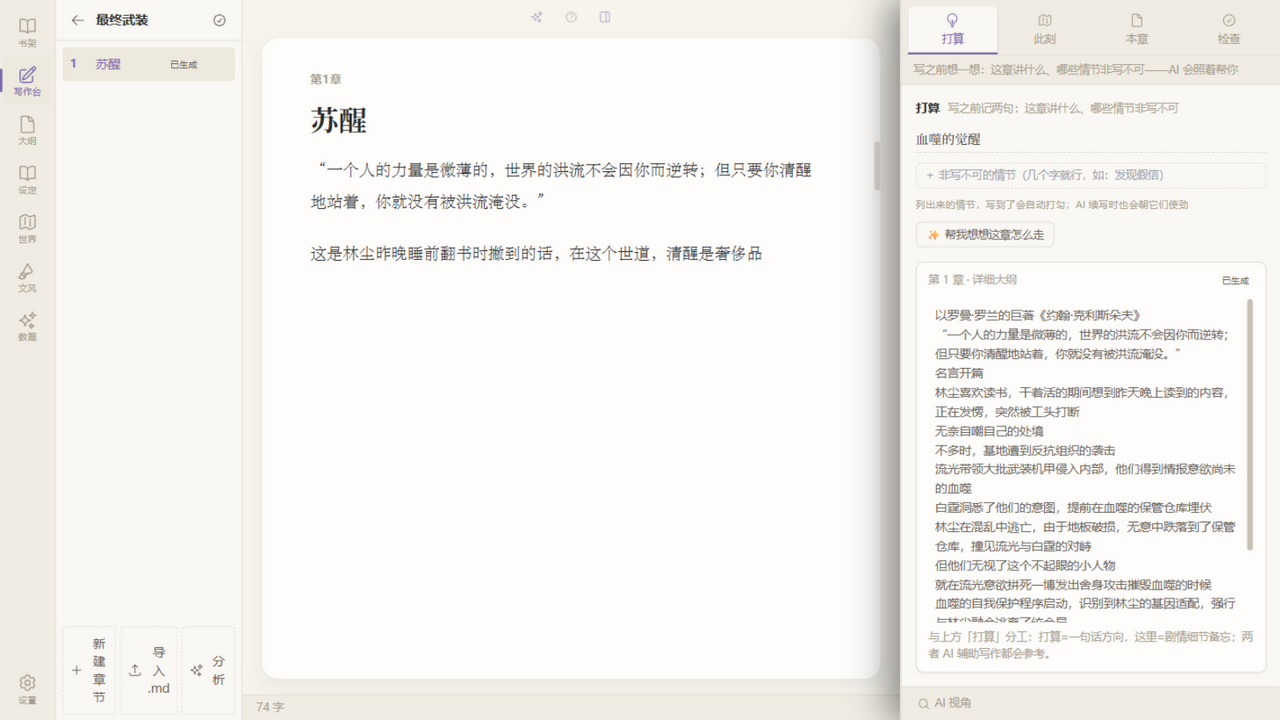 书架
写作台
大纲
设定
世界
文风
数据
设置
最终武装
1 苏醒 已生成
+ 新建章节
导入.md
分析
第1章
苏醒
“一个人的力量是微薄的，世界的洪流不会因你而逆转；但只要你清醒
地站着，你就没有被洪流淹没。”
这是林尘昨晚睡前翻书时撇到的话，在这个世道，清醒是奢侈品
74 字
打算
此刻
本章
检查
写之前想一想：这章讲什么、哪些情节非写不可——AI 会照着帮你
打算 写之前记两句：这章讲什么、哪些情节非写不可
血噬的觉醒
+ 非写不可的情节（几个字就行，如：发现假信）
列出来的情节，写到了会自动打勾；AI 续写时也会朝它们使劲
帮我想想这章怎么走
第 1 章 · 详细大纲 已生成
以罗曼·罗兰的巨著《约翰·克利斯朵夫》
“一个人的力量是微薄的，世界的洪流不会因你而逆转；
但只要你清醒地站着，你就没有被洪流淹没。”
名言开篇
林尘喜欢读书，干着活的期间想到昨天晚上读到的内容，
正在发愣，突然被工头打断
无奈自嘲自己的处境
不多时，基地遭到反抗组织的袭击
流光带领大批武装机甲侵入内部，他们得到情报意欲尚未
的血噬
白霆洞悉了他们的意图，提前在血噬的保管仓库埋伏
林尘在混乱中逃亡，由于地板破损，无意中跌落到了保管
仓库，撞见流光与白霆的对峙
但他们无视了这个不起眼的小人物
就在流光意欲拼死一博发出舍身攻击摧毁血噬的时候
血噬的自我保护程序启动，识别到林尘的基因适配，强行
与林尘融合逃离了
与上方「打算」分工：打算=一句话方向，这里=剧情细节备忘；两
者 AI 辅助写作都会参考。
AI 视角